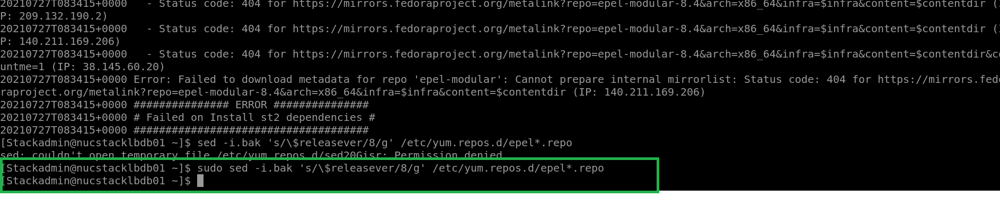 20210727T083415+0000   - Status code: 404 for https://mirrors.fedoraproject.org/metalink?repo=epel-modular-8.4&arch=x86_64&infra=$infra&content=$contentdir (I
P: 209.132.190.2)
20210727T083415+0000   - Status code: 404 for https://mirrors.fedoraproject.org/metalink?repo=epel-modular-8.4&arch=x86_64&infra=$infra&content=$contentdir (I
P: 140.211.169.206)
20210727T083415+0000   - Status code: 404 for https://mirrors.fedoraproject.org/metalink?repo=epel-modular-8.4&arch=x86_64&infra=$infra&content=$contentdir&co
untme=1 (IP: 38.145.60.20)
20210727T083415+0000 Error: Failed to download metadata for repo 'epel-modular': Cannot prepare internal mirrorlist: Status code: 404 for https://mirrors.fedo
raproject.org/metalink?repo=epel-modular-8.4&arch=x86_64&infra=$infra&content=$contentdir (IP: 140.211.169.206)
20210727T083415+0000 ############### ERROR ###############
20210727T083415+0000 # Failed on Install st2 dependencies #
20210727T083415+0000 #####################################
[Stackadmin@nucstacklbdb01 ~]$ sed -i.bak 's/\$releasever/8/g' /etc/yum.repos.d/epel*.repo
sed: couldn't open temporary file /etc/yum.repos.d/sed20Gisr: Permission denied
[Stackadmin@nucstacklbdb01 ~]$ sudo sed -i.bak 's/\$releasever/8/g' /etc/yum.repos.d/epel*.repo
[Stackadmin@nucstacklbdb01 ~]$